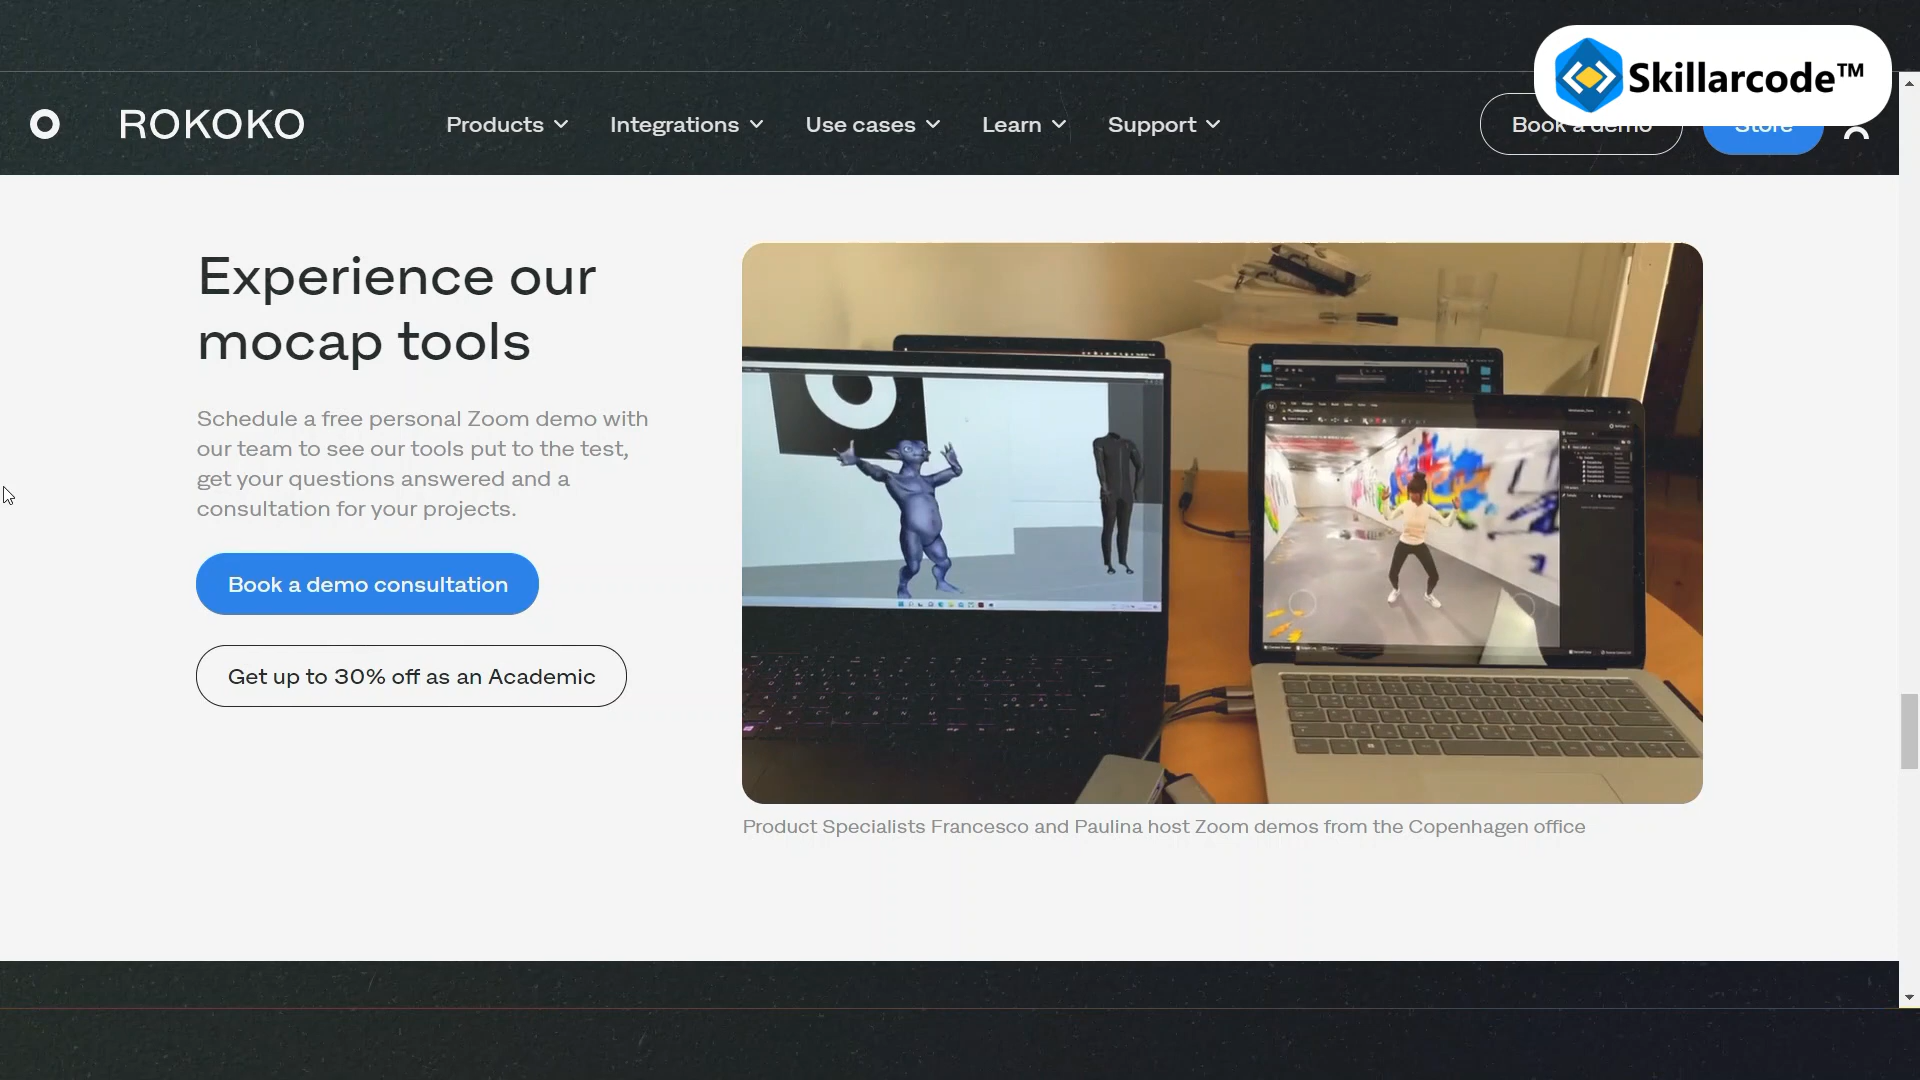 Skillarcode™
ROKOKO
Products
Integrations
Use cases
Learn
Support
Book a demo
Store
Experience our
mocap tools
Schedule a free personal Zoom demo with
our team to see our tools put to the test,
get your questions answered and a
consultation for your projects.
Book a demo consultation
Get up to 30% off as an Academic
Product Specialists Francesco and Paulina host Zoom demos from the Copenhagen office